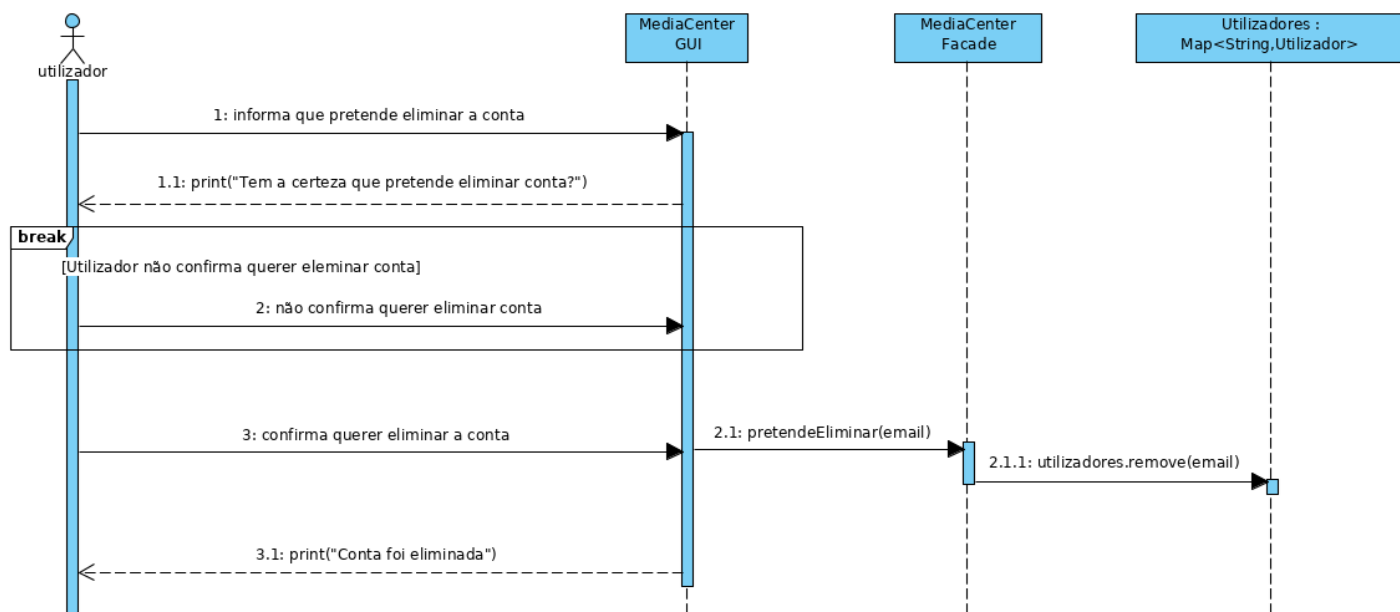 utilizador
MediaCenter
GUI
MediaCenter
Facade
Utilizadores :
Map<String,Utilizador>
1: informa que pretende eliminar a conta
1.1: print("Tem a certeza que pretende eliminar conta?")
break
[Utilizador não confirma querer eleminar conta]
2: não confirma querer eliminar conta
3: confirma querer eliminar a conta
2.1: pretendeEliminar(email)
2.1.1: utilizadores.remove(email)
3.1: print("Conta foi eliminada")